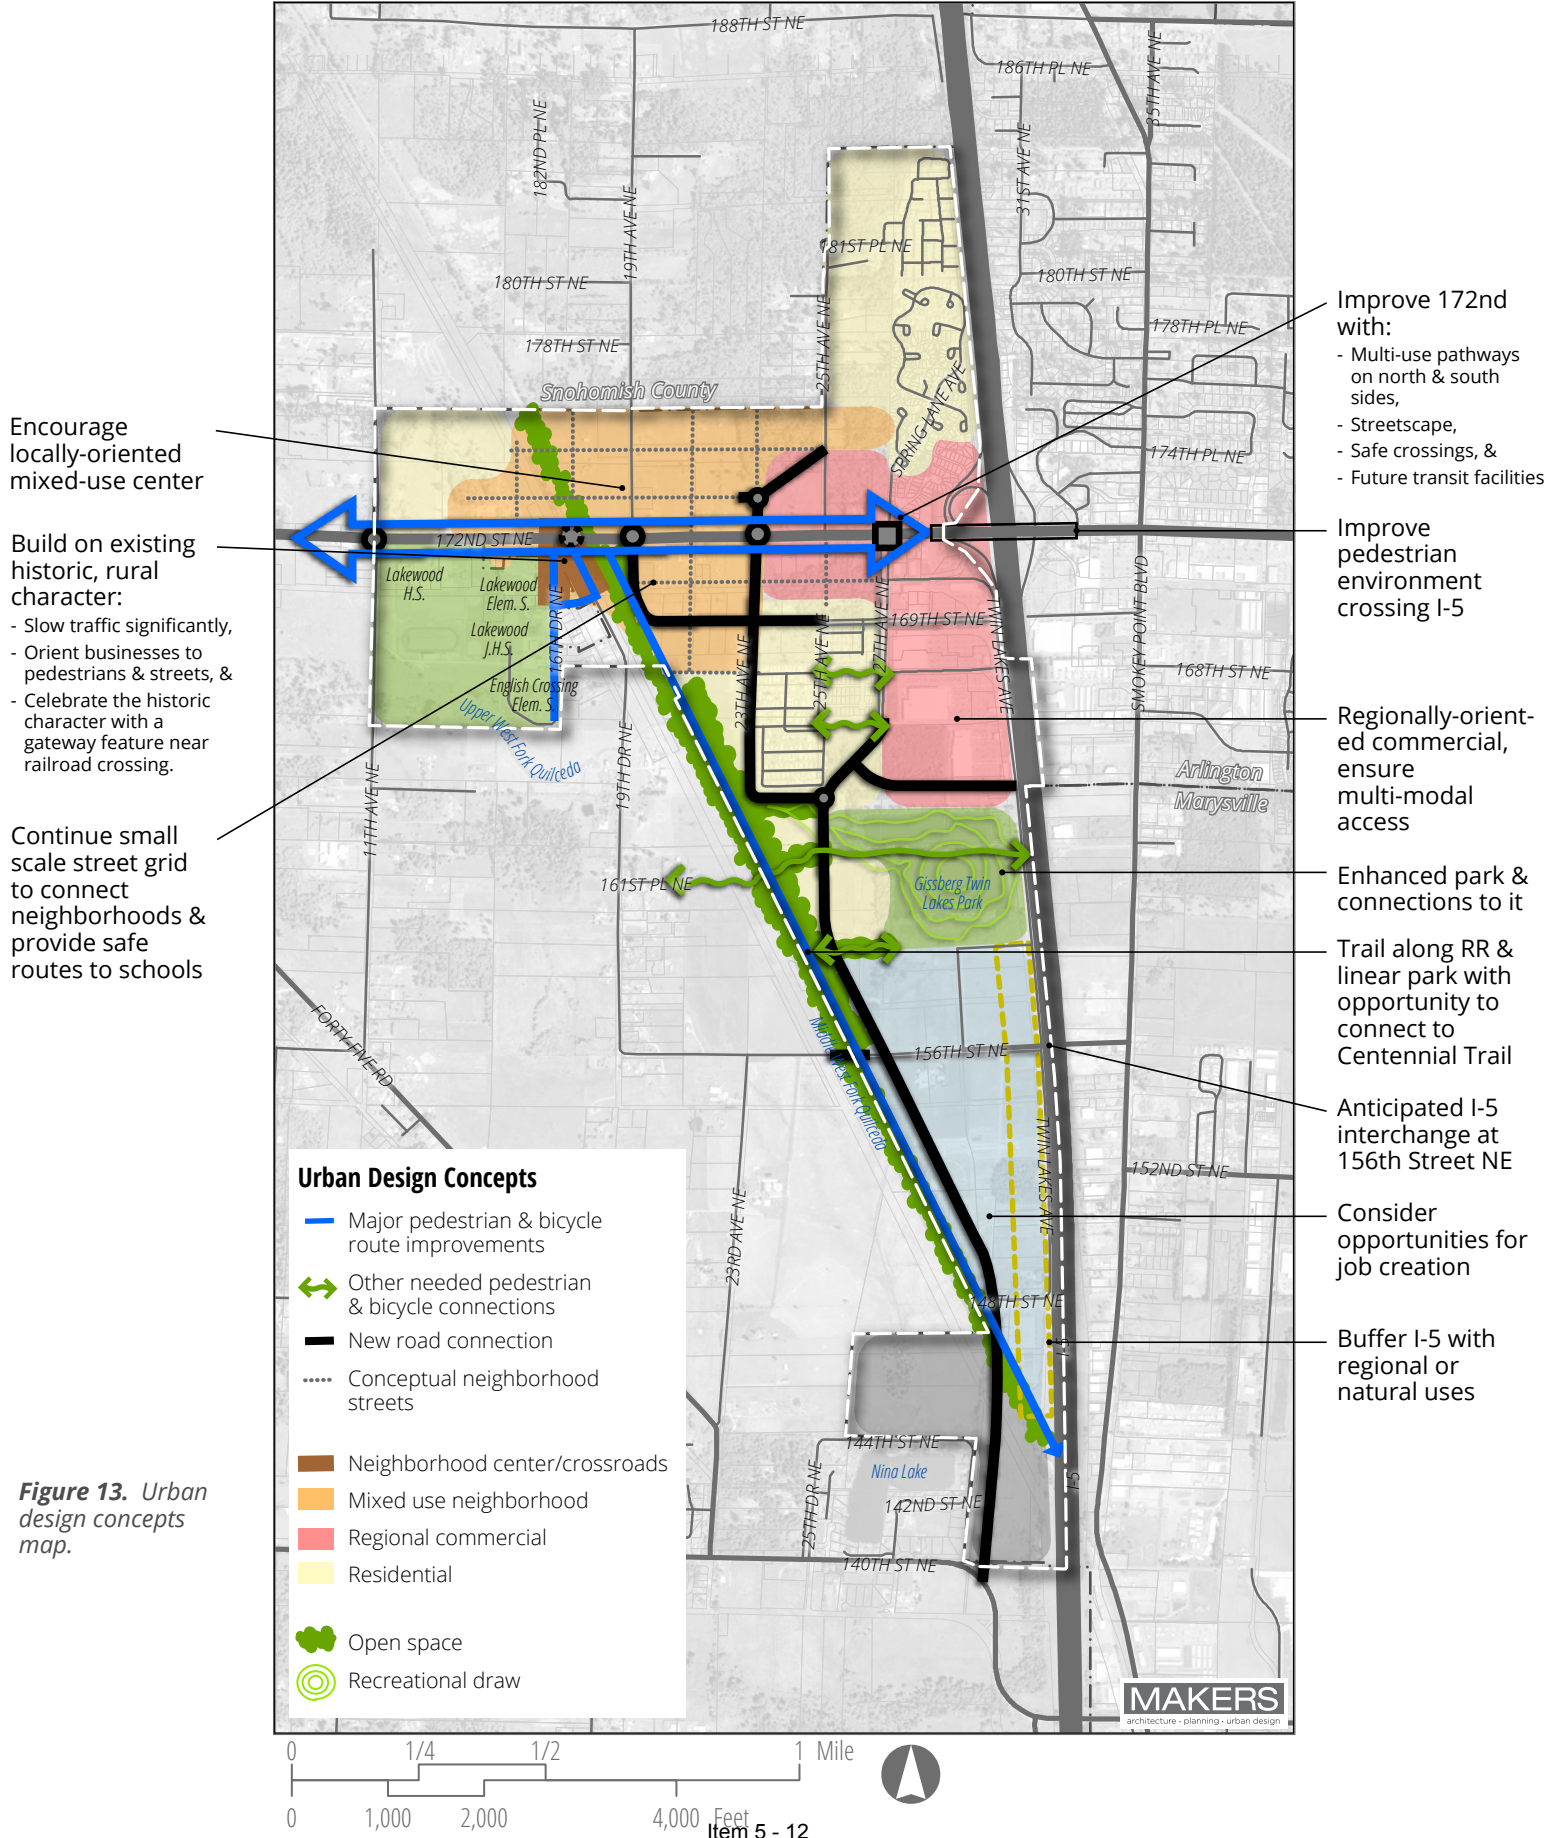 188TH ST NE
186TH PL NE
35TH AVE NE
182ND PL NE
31ST AVE NE
19TH AVE NE
181ST PL NE
180TH ST NE
180TH ST NE
25TH AVE NE
178TH PL NE
178TH ST NE
Snohomish County
SPRING LANE AVE
174TH PL NE
172ND ST NE
Lakewood
H.S.
Lakewood
Elem. S.
Lakewood
J.H.S.
16TH DR NE
English Crossing
Elem. S.
Upper West Fork Quilceda
27TH AVE NE
169TH ST NE
TWIN LAKES AVE
SMOKEY POINT BLVD
168TH ST NE
23RD AVE NE
25TH AVE NE
19TH DR NE
11TH AVE NE
Arlington
Marysville
161ST PL NE
Gissberg Twin
Lakes Park
FORTY-FIVE RD
Middle West Fork Quilceda
156TH ST NE
TWIN LAKES AVE
152ND ST NE
23RD AVE NE
148TH ST NE
I-5
144TH ST NE
Nina Lake
25TH DR NE
142ND ST NE
I-5
140TH ST NE
Encourage
locally-oriented
mixed-use center
Build on existing
historic, rural
character:
- Slow traffic significantly,
- Orient businesses to
pedestrians & streets, &
- Celebrate the historic
character with a
gateway feature near
railroad crossing.
Continue small
scale street grid
to connect
neighborhoods &
provide safe
routes to schools
Improve 172nd
with:
- Multi-use pathways
on north & south
sides,
- Streetscape,
- Safe crossings, &
- Future transit facilities
Improve
pedestrian
environment
crossing I-5
Regionally-orient-
ed commercial,
ensure
multi-modal
access
Enhanced park &
connections to it
Trail along RR &
linear park with
opportunity to
connect to
Centennial Trail
Anticipated I-5
interchange at
156th Street NE
Consider
opportunities for
job creation
Buffer I-5 with
regional or
natural uses
Urban Design Concepts
Major pedestrian & bicycle
route improvements
Other needed pedestrian
& bicycle connections
New road connection
Conceptual neighborhood
streets
Neighborhood center/crossroads
Mixed use neighborhood
Regional commercial
Residential
Open space
Recreational draw
Figure 13. Urban
design concepts
map.
MAKERS
architecture • planning • urban design
0 1/4 1/2 1 Mile
0 1,000 2,000 4,000 Feet
Item 5 - 12